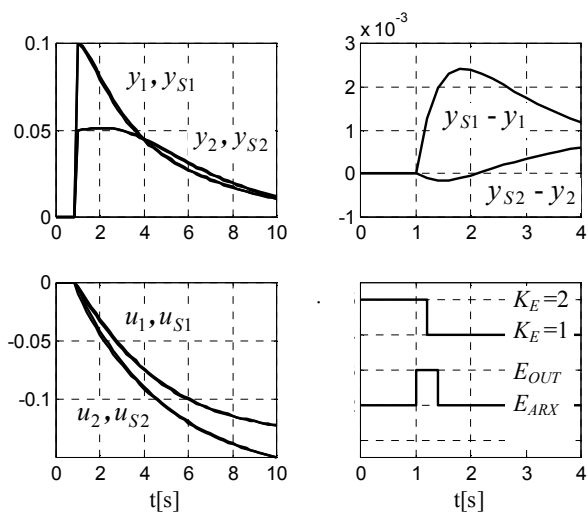 0.1
0.05
0
y1, yS1
y2, yS2
0 2 4 6 8 10
x 10-3
3
2
1
0
-1
yS1 - y1
yS2 - y2
0 1 2 3 4
0
-0.05
-0.1
u1, uS1
u2, uS2
0 2 4 6 8 10
t[s]
KE=2
KE=1
EOUT
EARX
0 1 2 3 4
t[s]